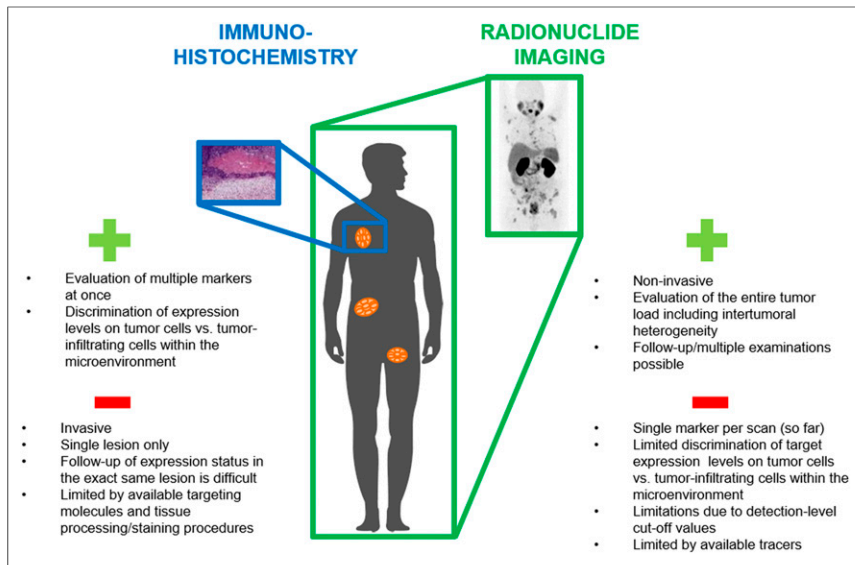 IMMUNO-
HISTOCHEMISTRY
RADIONUCLIDE
IMAGING
• Evaluation of multiple markers
at once
• Discrimination of expression
levels on tumor cells vs. tumor-
infiltrating cells within the
microenvironment
• Invasive
• Single lesion only
• Follow-up of expression status in
the exact same lesion is difficult
• Limited by available targeting
molecules and tissue
processing/staining procedures
• Non-invasive
• Evaluation of the entire tumor
load including intertumoral
heterogeneity
• Follow-up/multiple examinations
possible
• Single marker per scan (so far)
• Limited discrimination of target
expression levels on tumor cells
vs. tumor-infiltrating cells within the
microenvironment
• Limitations due to detection-level
cut-off values
• Limited by available tracers